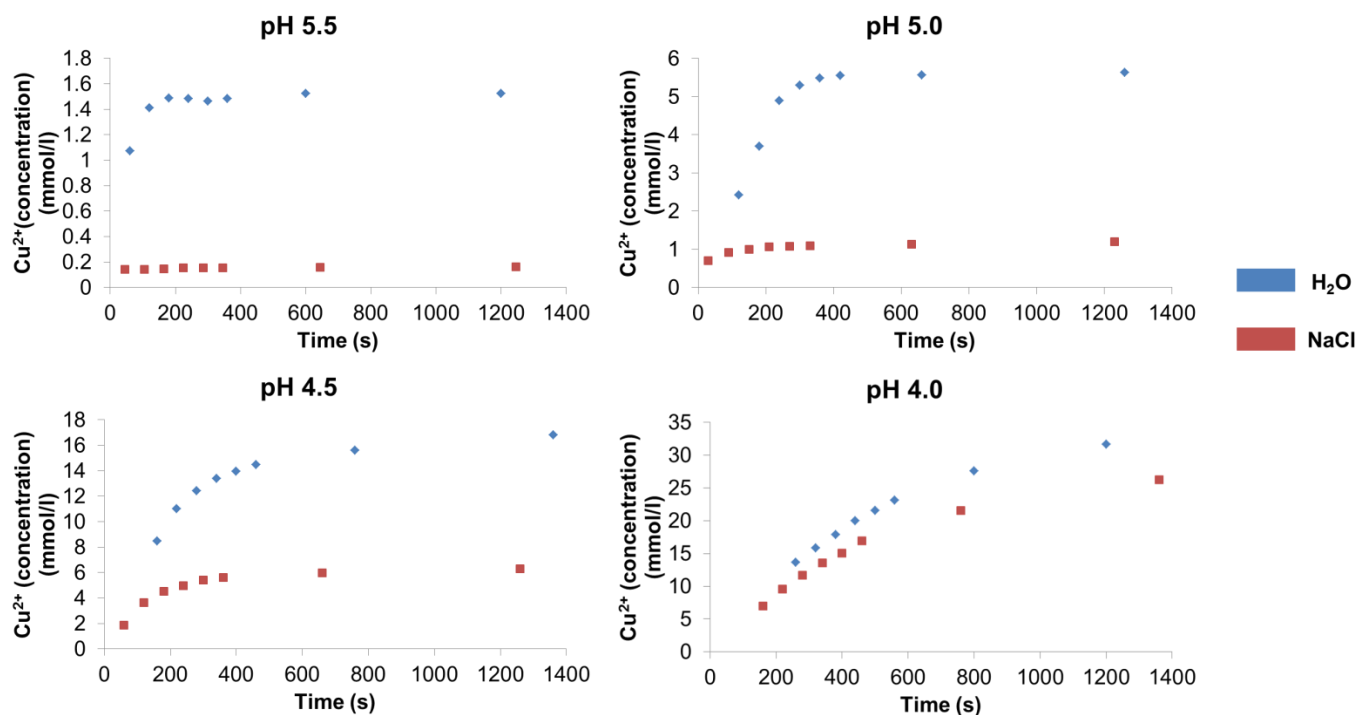 pH 5.5
Cu²⁺(concentration)
(mmol/l)
1.8
1.6
1.4
1.2
1
0.8
0.6
0.4
0.2
0
0 200 400 600 800 1000 1200 1400
Time (s)
pH 5.0
Cu²⁺ (concentration)
(mmol/l)
6
5
4
3
2
1
0
0 200 400 600 800 1000 1200 1400
Time (s)
H₂O
NaCl
pH 4.5
Cu²⁺ (concentration)
(mmol/l)
18
16
14
12
10
8
6
4
2
0
0 200 400 600 800 1000 1200 1400
Time (s)
pH 4.0
Cu²⁺ (concentration)
(mmol/l)
35
30
25
20
15
10
5
0
0 200 400 600 800 1000 1200 1400
Time (s)